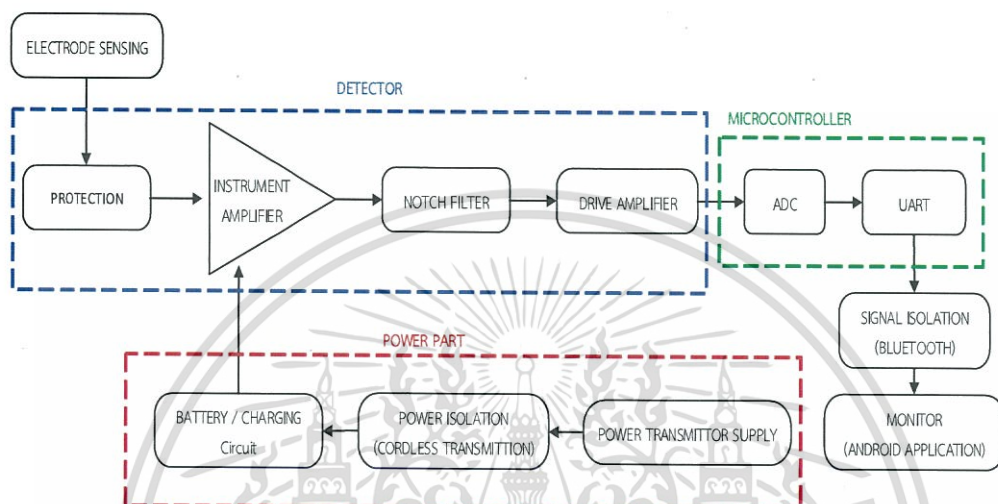 ELECTRODE SENSING
DETECTOR
MICROCONTROLLER
PROTECTION
INSTRUMENT
AMPLIFIER
NOTCH FILTER
DRIVE AMPLIFIER
ADC
UART
SIGNAL ISOLATION
(BLUETOOTH)
POWER PART
BATTERY / CHARGING
Circuit
POWER ISOLATION
(CORDLESS TRANSMITTION)
POWER TRANSMITTOR SUPPLY
MONITOR
(ANDROID APPLICATION)